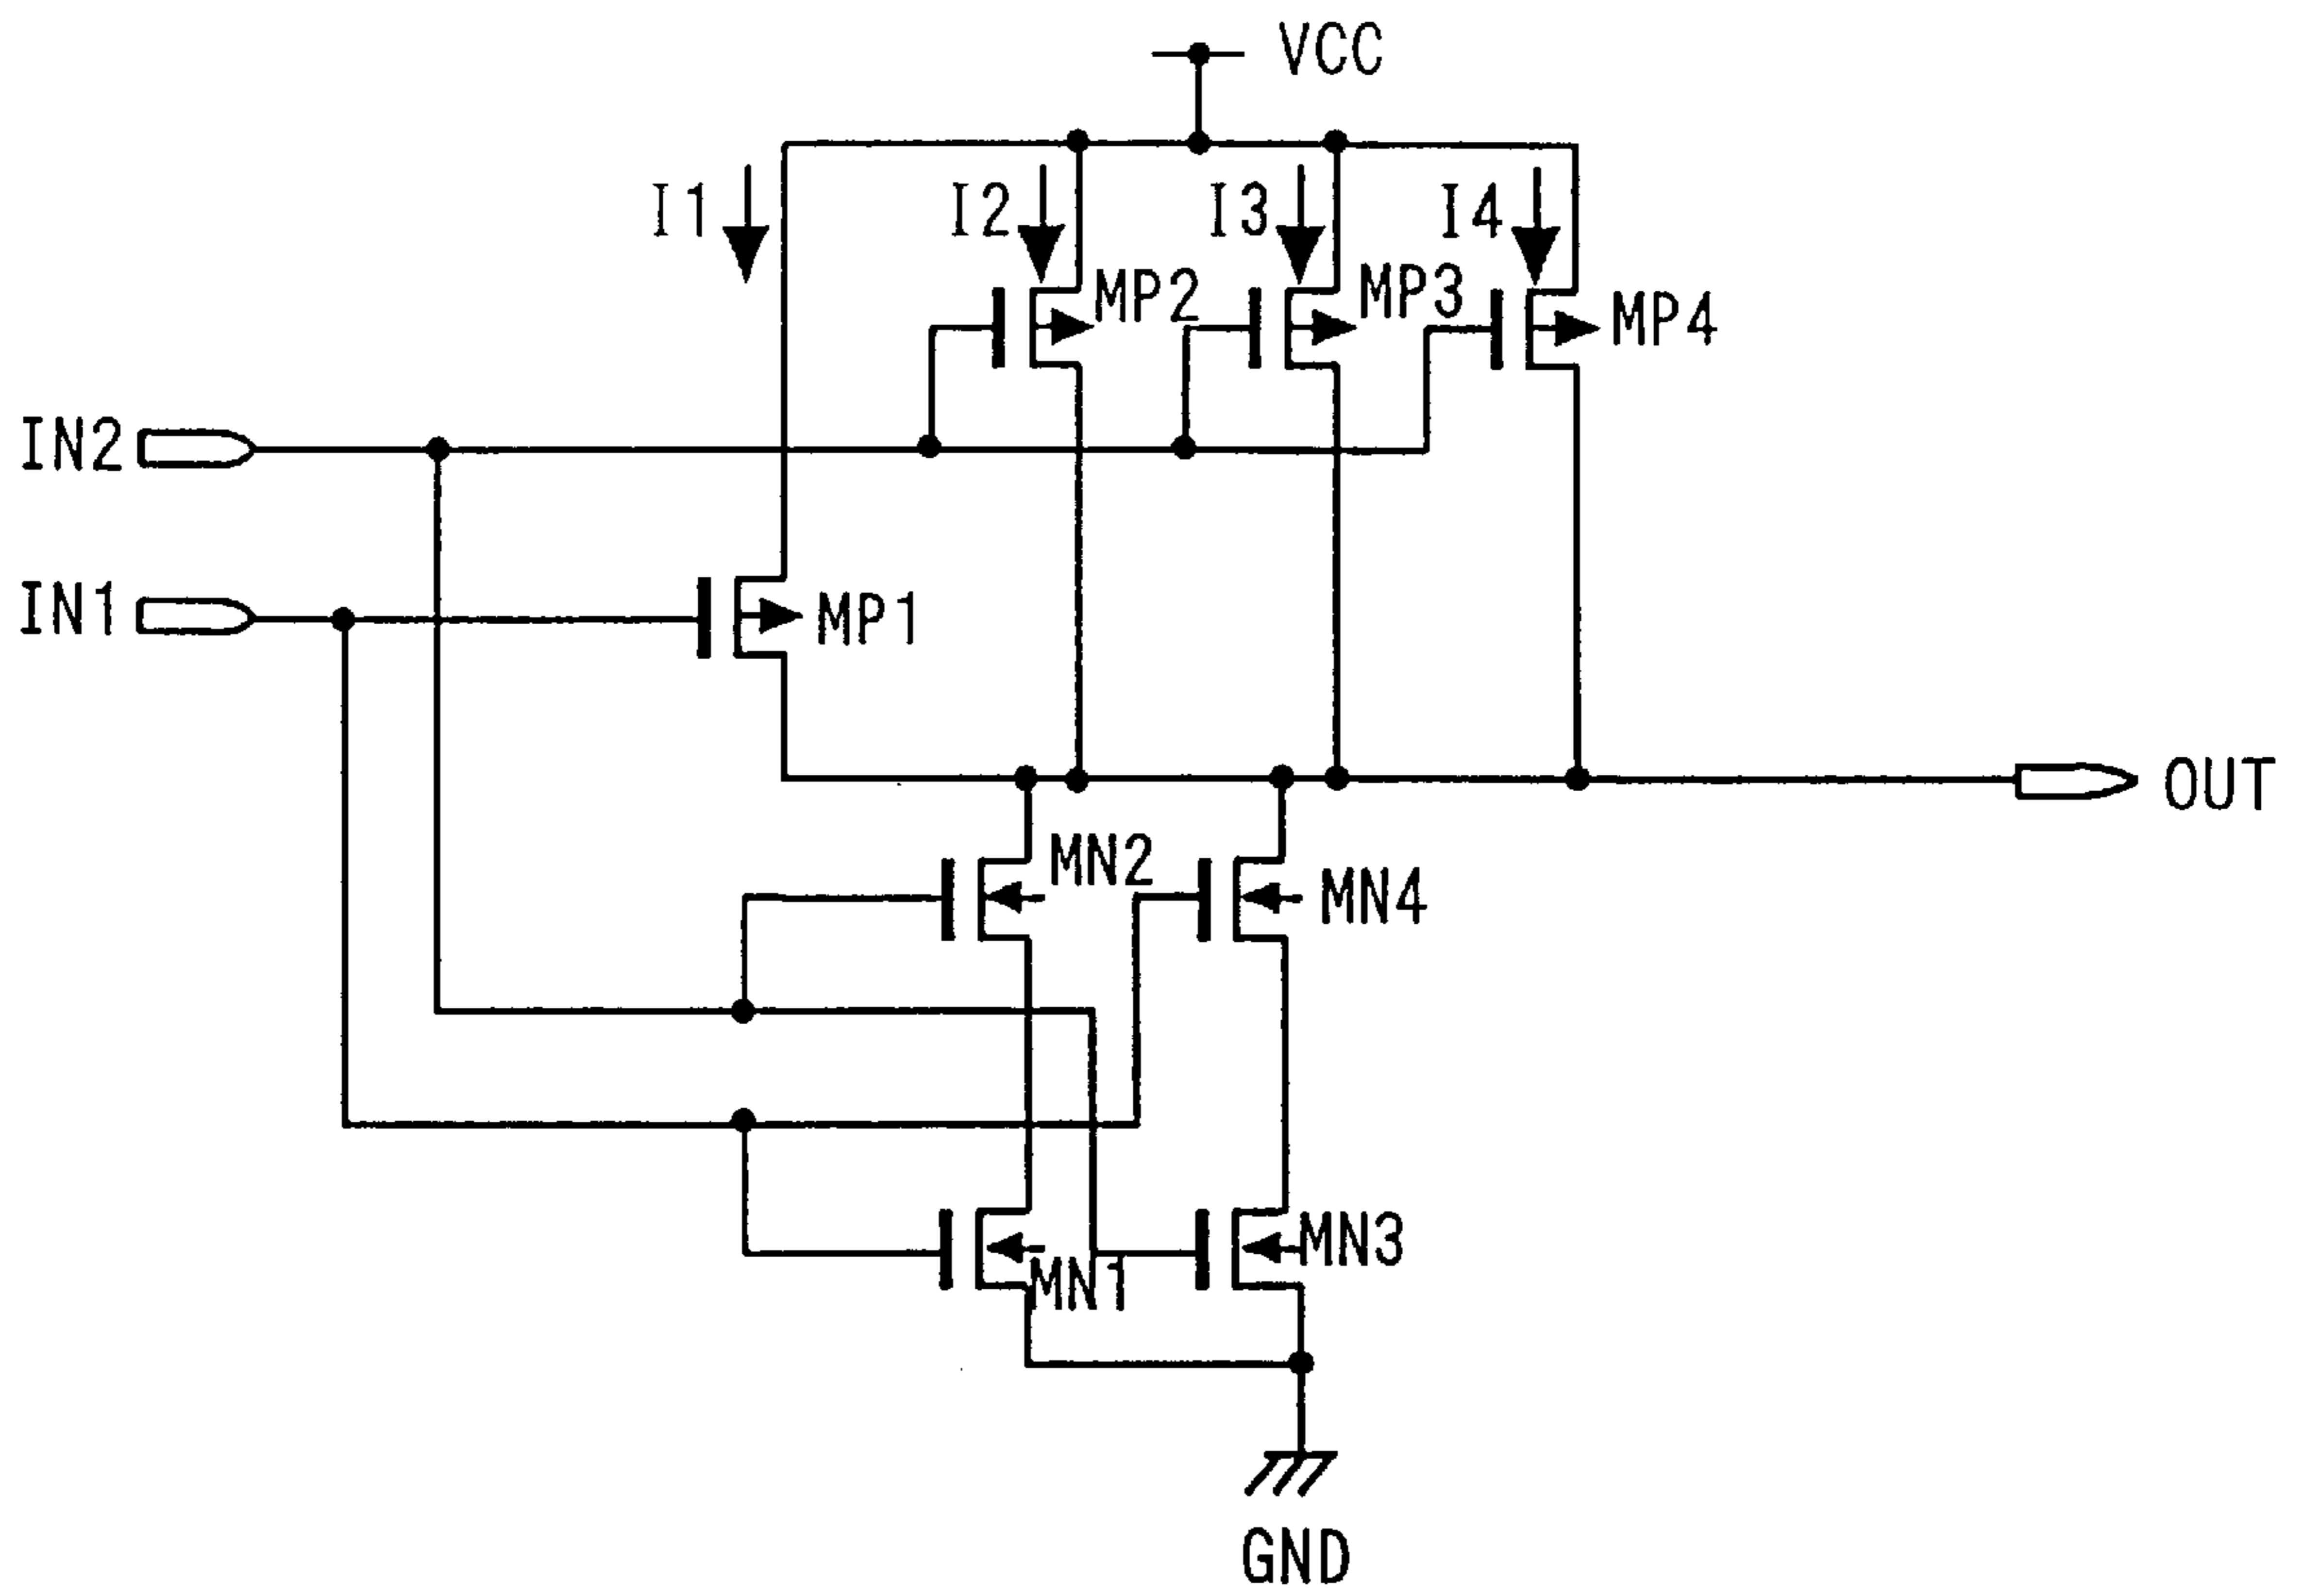 VCC
I1
I2
I3
I4
MP2
MP3
MP4
IN2
IN1
MP1
OUT
MN2
MN4
MN3
MN1
GND